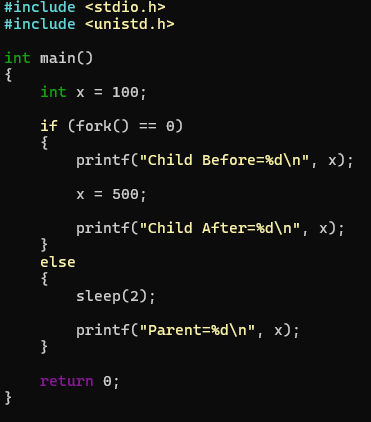 #include <stdio.h>
#include <unistd.h>

int main()
{
    int x = 100;

    if (fork() == 0)
    {
        printf("Child Before=%d\n", x);

        x = 500;

        printf("Child After=%d\n", x);
    }
    else
    {
        sleep(2);

        printf("Parent=%d\n", x);
    }

    return 0;
}